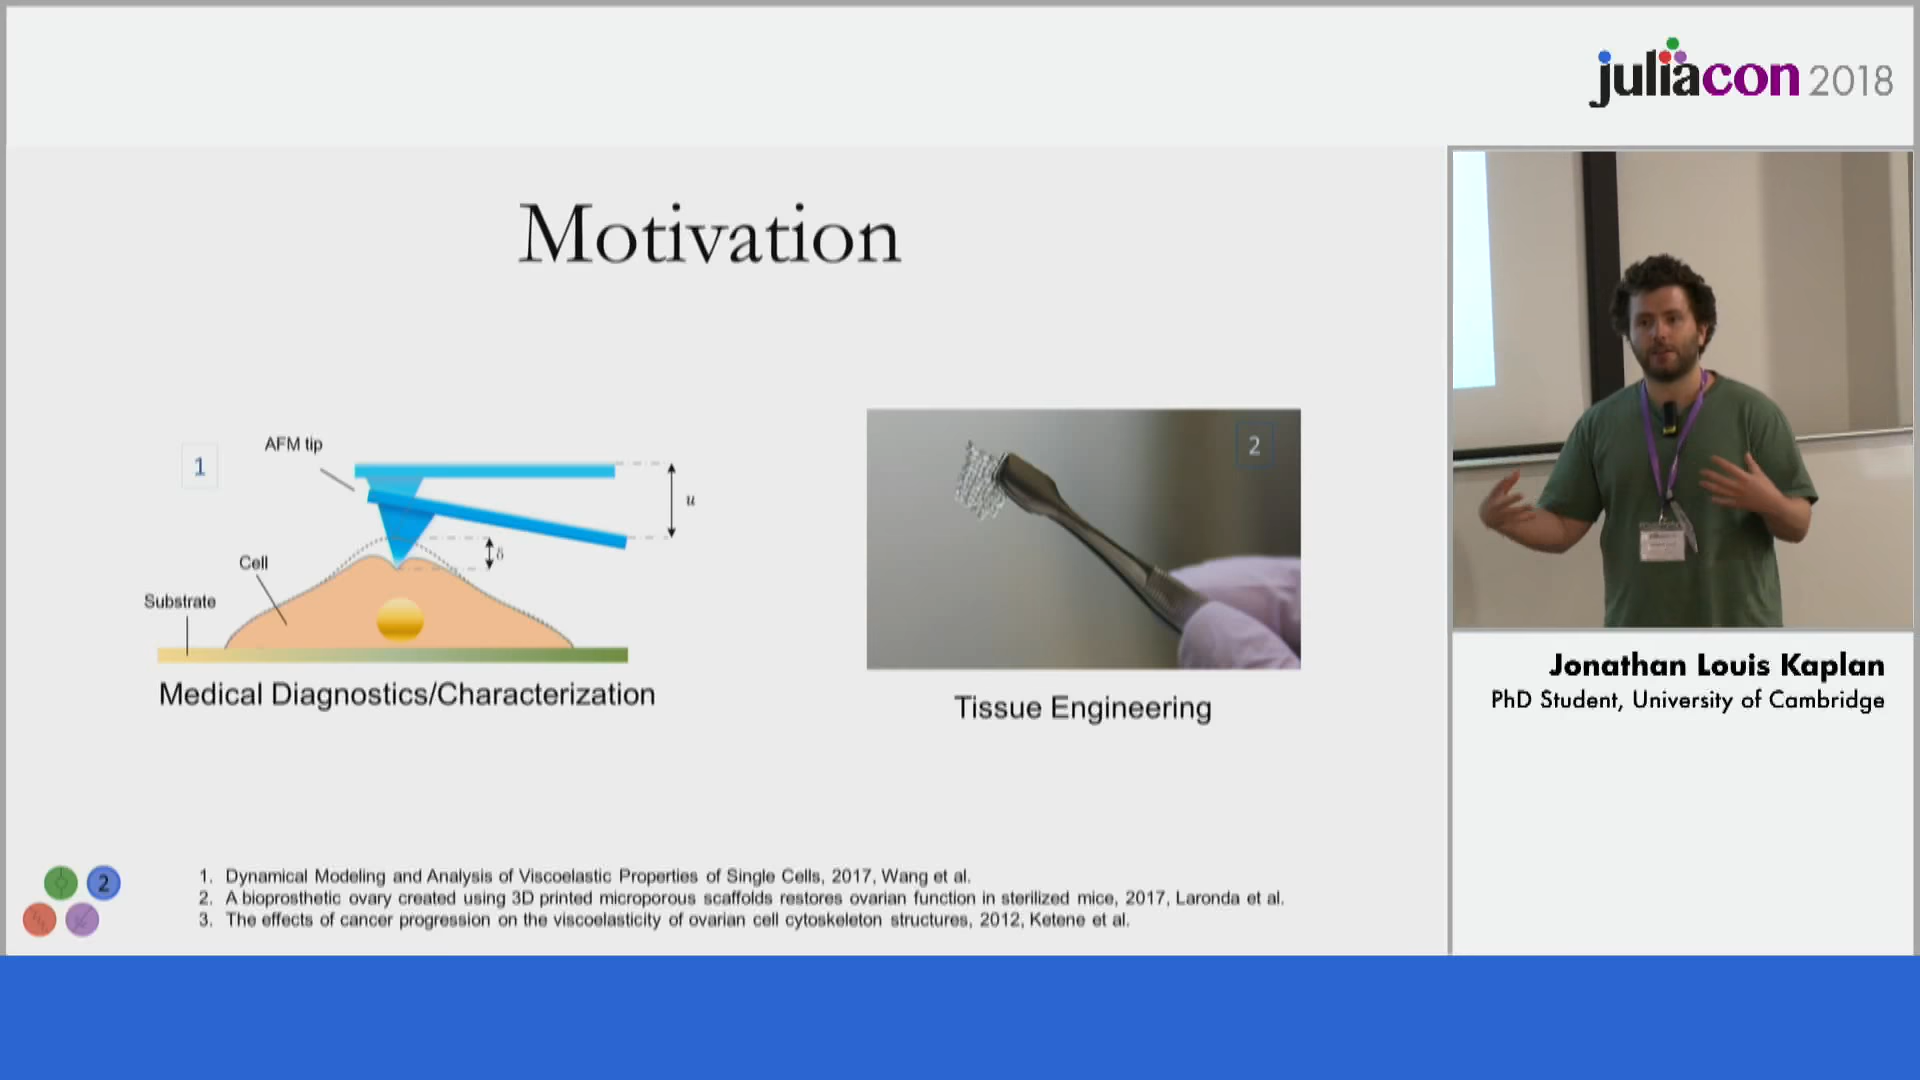 juliacon 2018
Motivation
1
AFM tip
u
δ
Cell
Substrate
Medical Diagnostics/Characterization
2
Tissue Engineering
1. Dynamical Modeling and Analysis of Viscoelastic Properties of Single Cells, 2017, Wang et al.
2. A bioprosthetic ovary created using 3D printed microporous scaffolds restores ovarian function in sterilized mice, 2017, Laronda et al.
3. The effects of cancer progression on the viscoelasticity of ovarian cell cytoskeleton structures, 2012, Ketene et al.
2
Jonathan Louis Kaplan
PhD Student, University of Cambridge